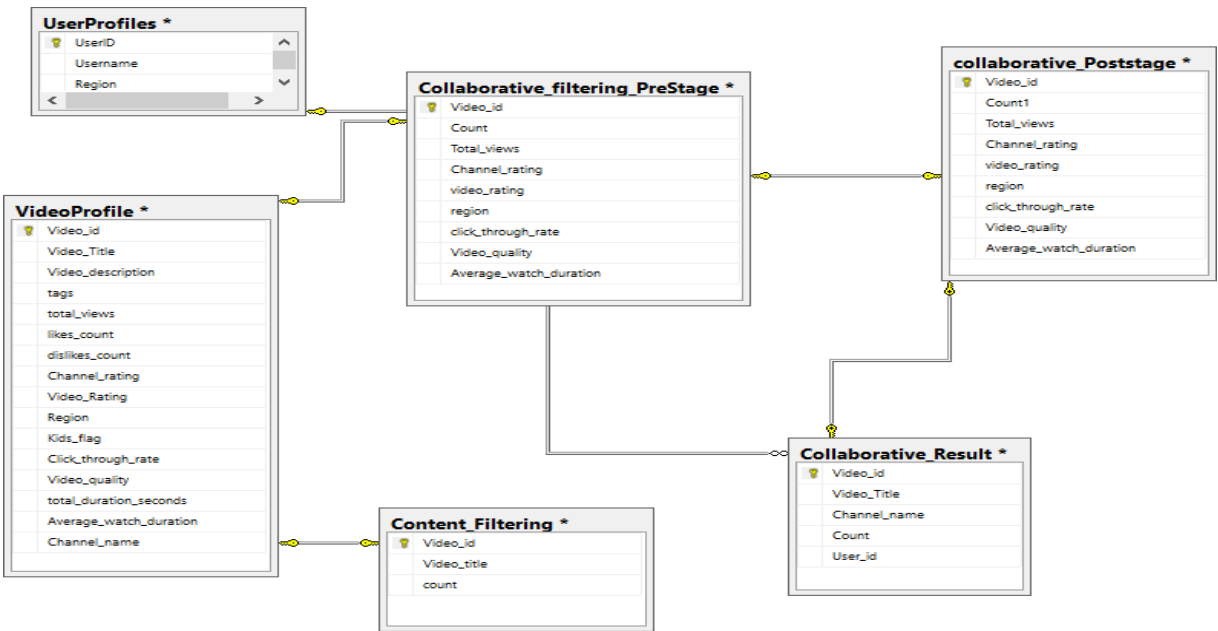 UserProfiles *
UserID
Username
Region
Collaborative_filtering_PreStage *
Video_id
Count
Total_views
Channel_rating
video_rating
region
click_through_rate
Video_quality
Average_watch_duration
collaborative_Poststage *
Video_id
Count1
Total_views
Channel_rating
video_rating
region
click_through_rate
Video_quality
Average_watch_duration
VideoProfile *
Video_id
Video_Title
Video_description
tags
total_views
likes_count
dislikes_count
Channel_rating
Video_Rating
Region
Kids_flag
Click_through_rate
Video_quality
total_duration_seconds
Average_watch_duration
Channel_name
Content_Filtering *
Video_id
Video_title
count
Collaborative_Result *
Video_id
Video_Title
Channel_name
Count
User_id